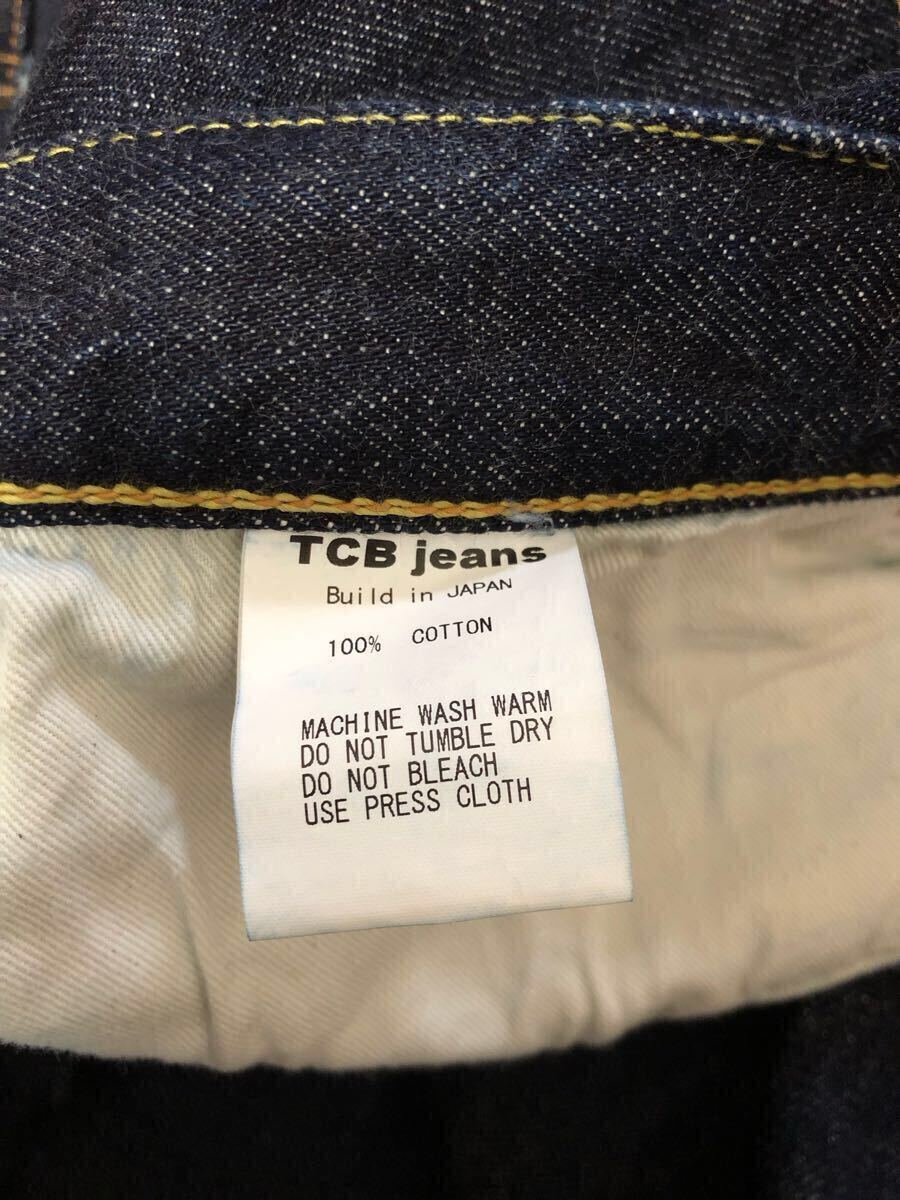 TCB jeans
Build in JAPAN
100% COTTON
MACHINE WASH WARM
DO NOT TUMBLE DRY
DO NOT BLEACH
USE PRESS CLOTH